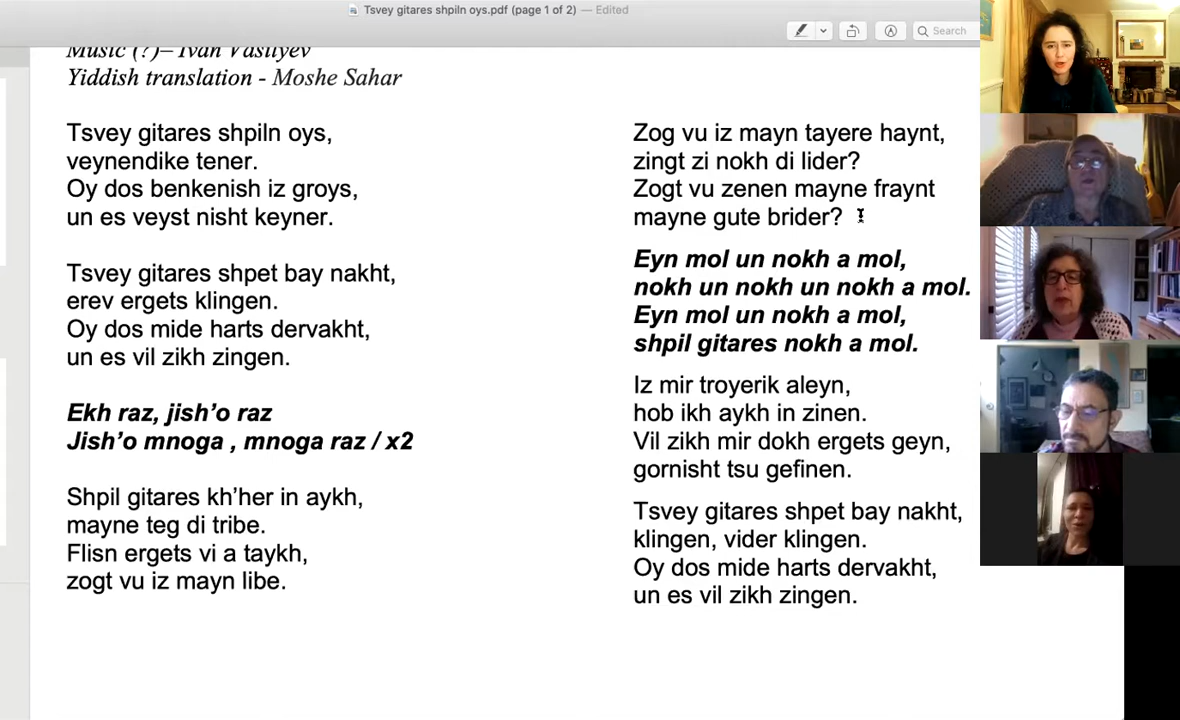 Tsvey gitares shpiln oys.pdf (page 1 of 2) — Edited
Search
Music (?)– Ivan Vasilyev
Yiddish translation - Moshe Sahar
Tsvey gitares shpiln oys,
veynendike tener.
Oy dos benkenish iz groys,
un es veyst nisht keyner.
Tsvey gitares shpet bay nakht,
erev ergets klingen.
Oy dos mide harts dervakht,
un es vil zikh zingen.
Ekh raz, jish’o raz
Jish’o mnoga , mnoga raz / x2
Shpil gitares kh’her in aykh,
mayne teg di tribe.
Flisn ergets vi a taykh,
zogt vu iz mayn libe.
Zog vu iz mayn tayere haynt,
zingt zi nokh di lider?
Zogt vu zenen mayne fraynt
mayne gute brider?
Eyn mol un nokh a mol,
nokh un nokh un nokh a mol.
Eyn mol un nokh a mol,
shpil gitares nokh a mol.
Iz mir troyerik aleyn,
hob ikh aykh in zinen.
Vil zikh mir dokh ergets geyn,
gornisht tsu gefinen.
Tsvey gitares shpet bay nakht,
klingen, vider klingen.
Oy dos mide harts dervakht,
un es vil zikh zingen.